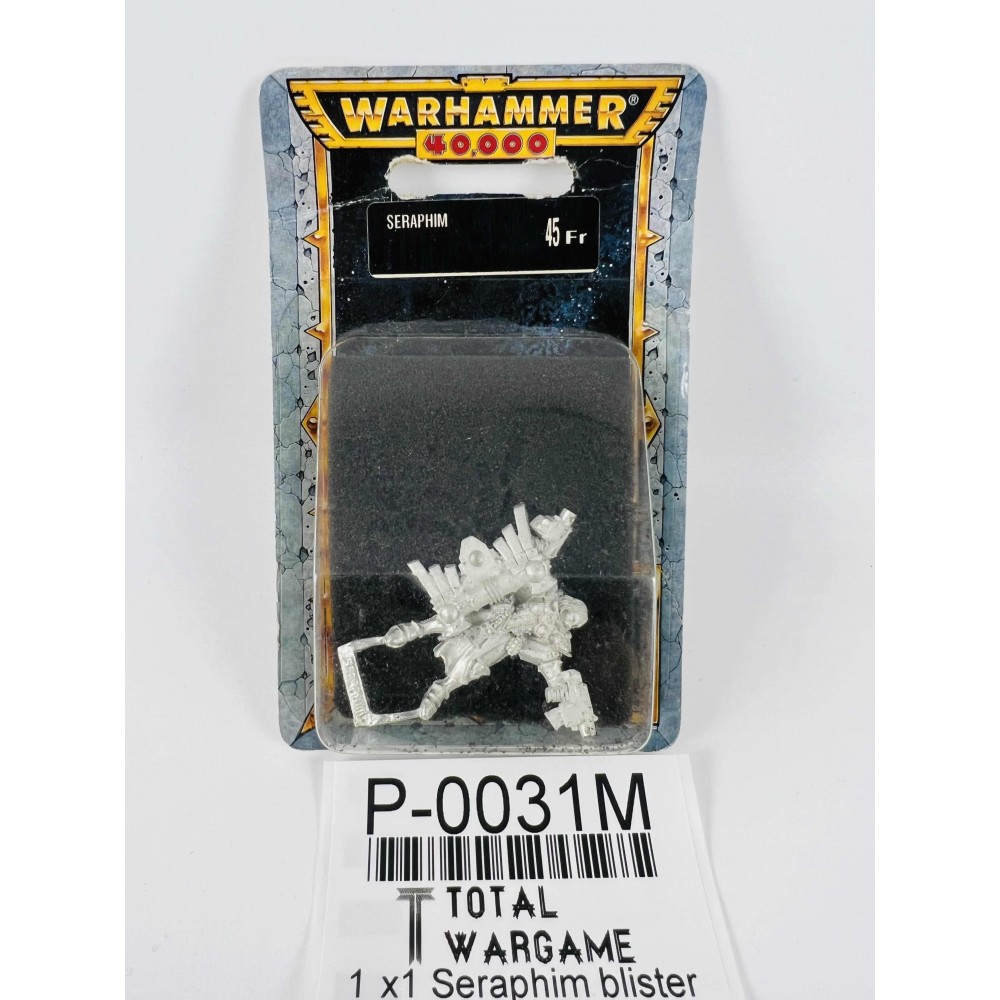 WARHAMMER®
40,000
SERAPHIM 45 Fr
P-0031M
TOTAL
WARGAME
1 x1 Seraphim blister